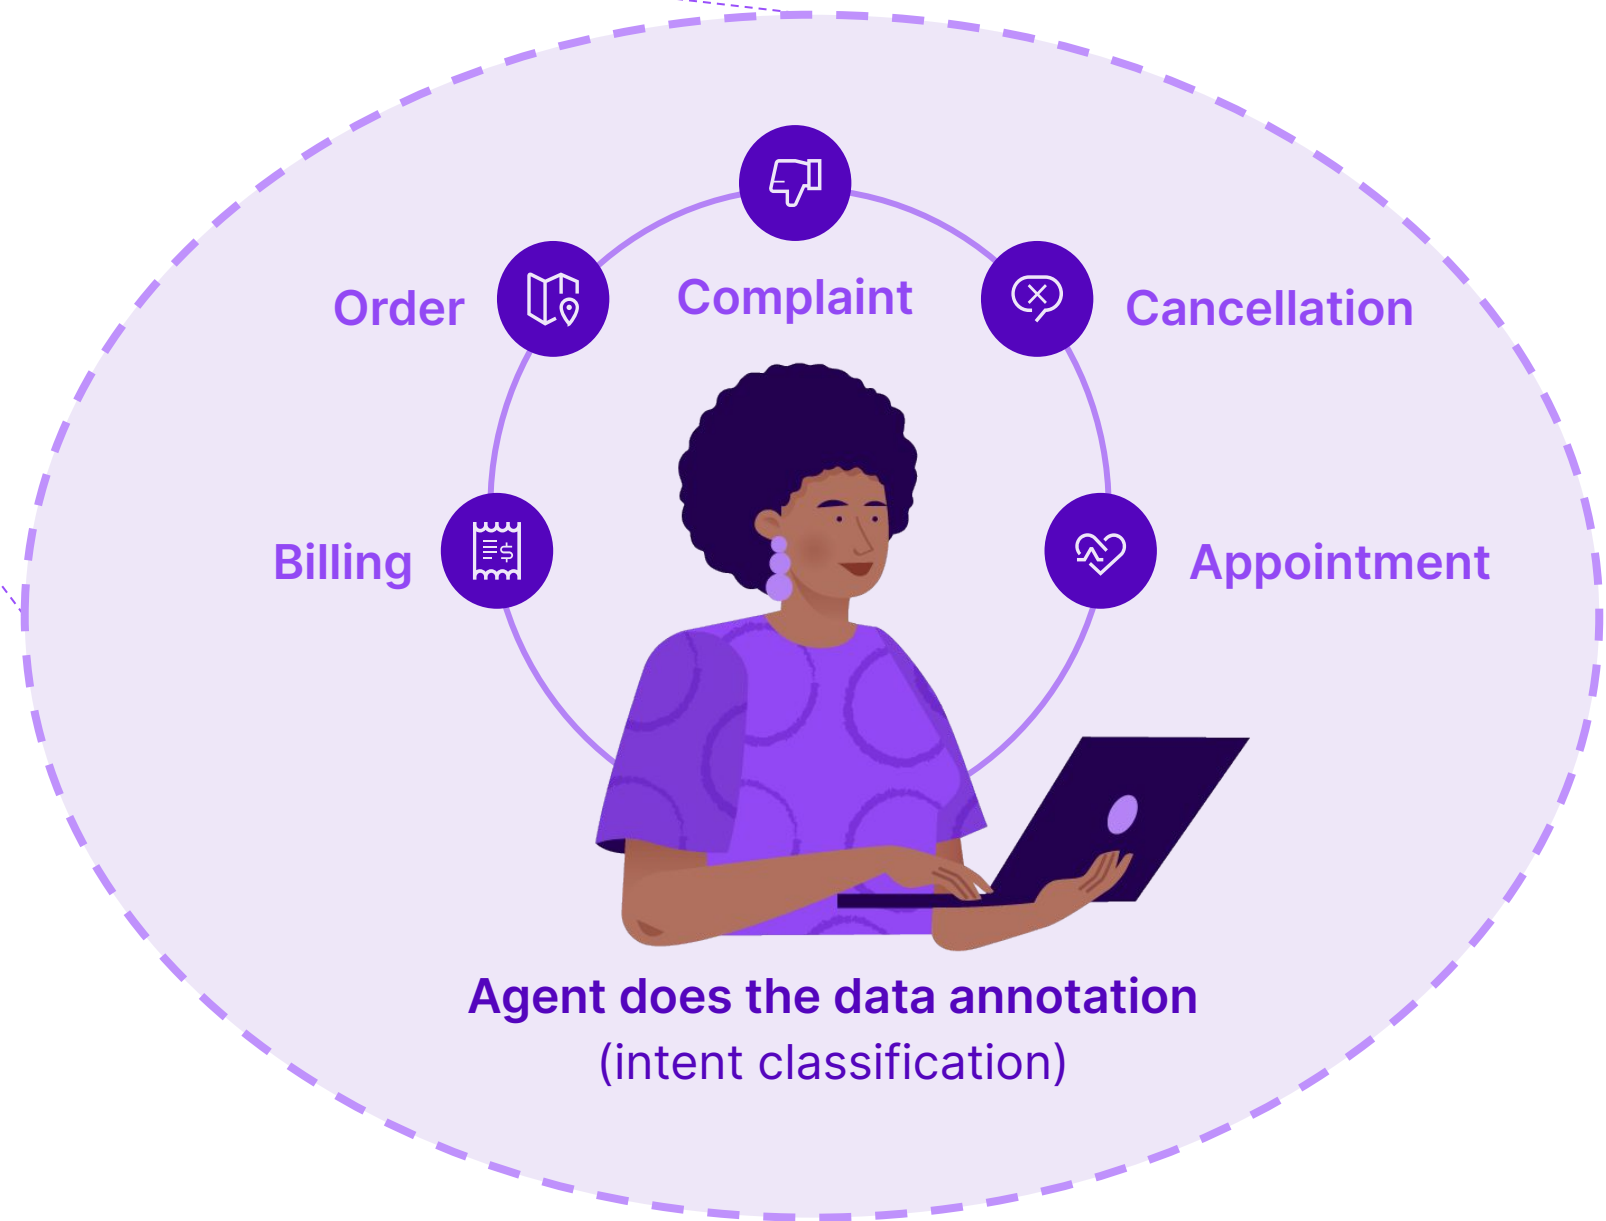 Complaint
Order
Cancellation
Billing
Appointment
Agent does the data annotation
(intent classification)